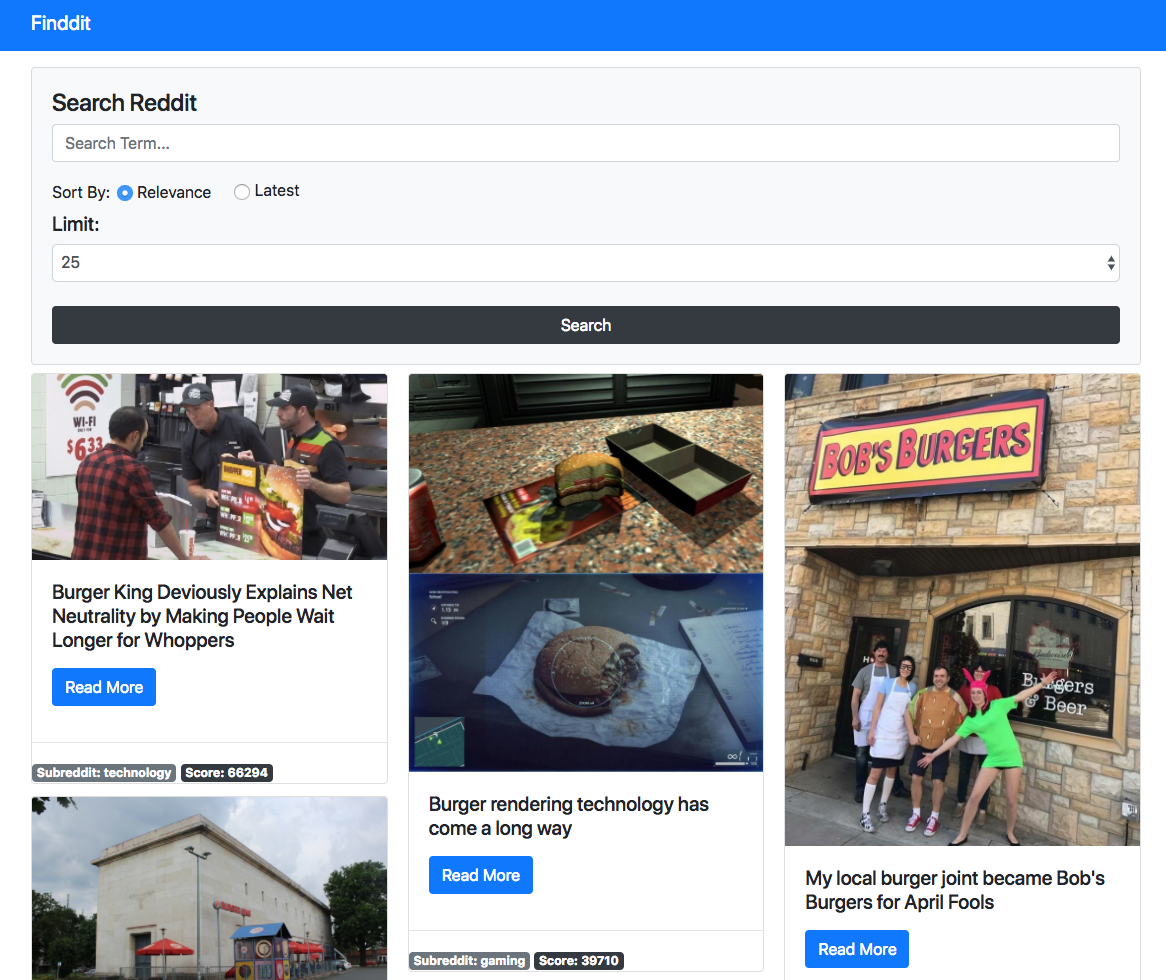 Finddit
Search Reddit
Search Term...
Sort By: Relevance Latest
Limit:
25
Search
WI-FI
$6.33
Burger King Deviously Explains Net
Neutrality by Making People Wait
Longer for Whoppers
Read More
Subreddit: technology Score: 66294
Burger rendering technology has
come a long way
Read More
Subreddit: gaming Score: 39710
BOB'S BURGERS
Burgers
& Beer
My local burger joint became Bob's
Burgers for April Fools
Read More